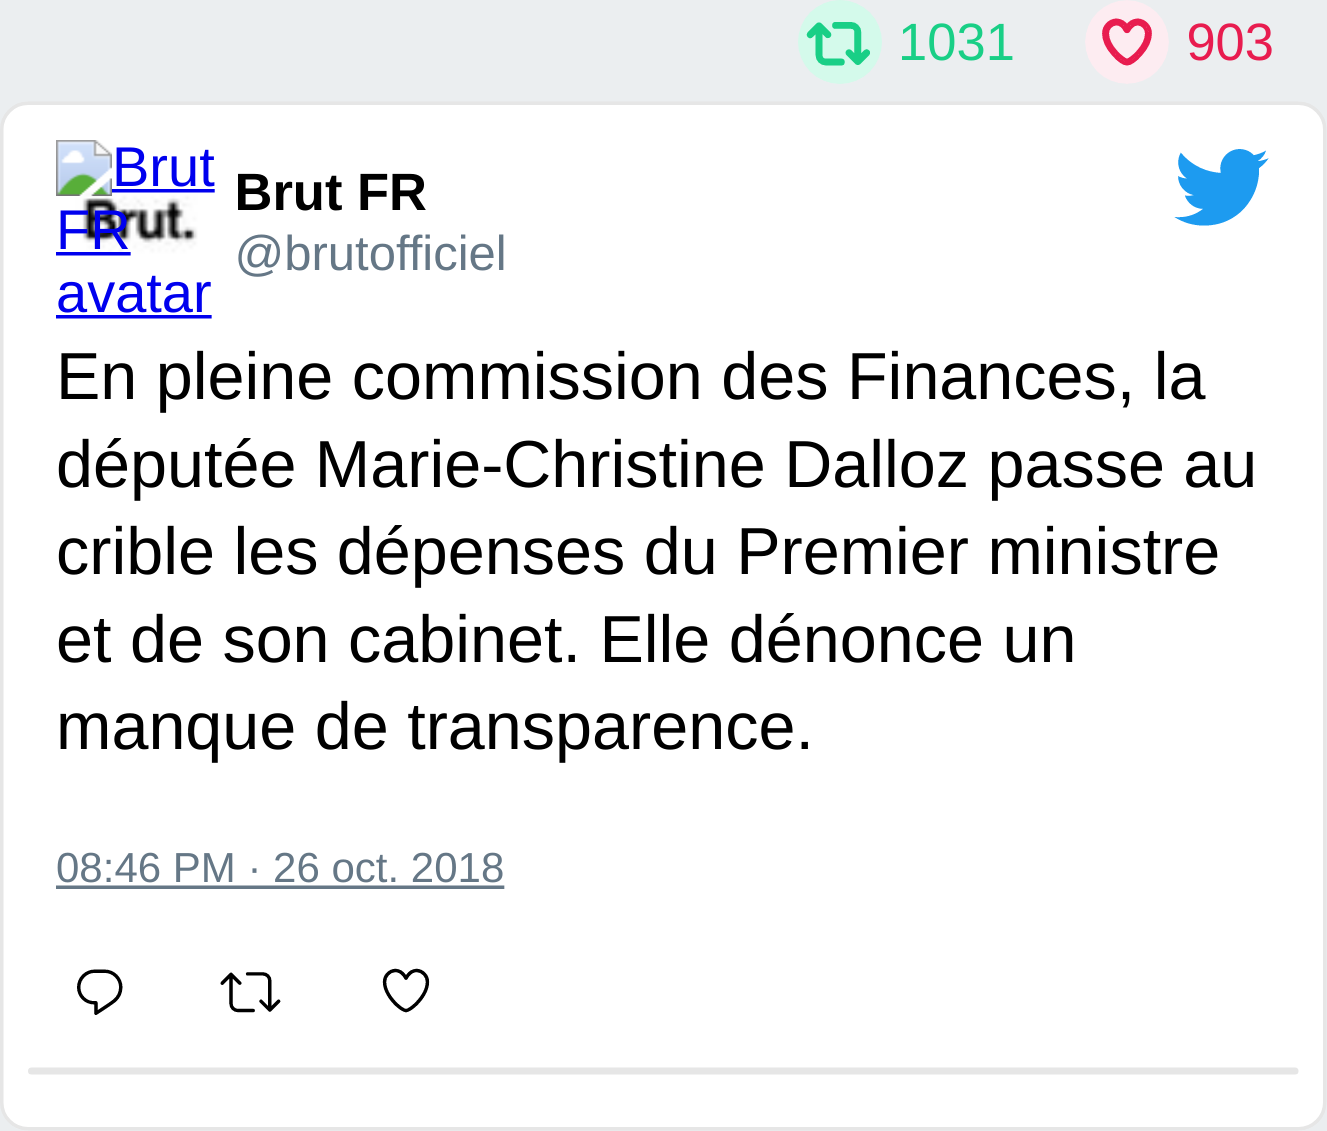 1031 903
Brut
FR
avatar
Brut.
Brut FR
@brutofficiel
En pleine commission des Finances, la
députée Marie-Christine Dalloz passe au
crible les dépenses du Premier ministre
et de son cabinet. Elle dénonce un
manque de transparence.
08:46 PM · 26 oct. 2018